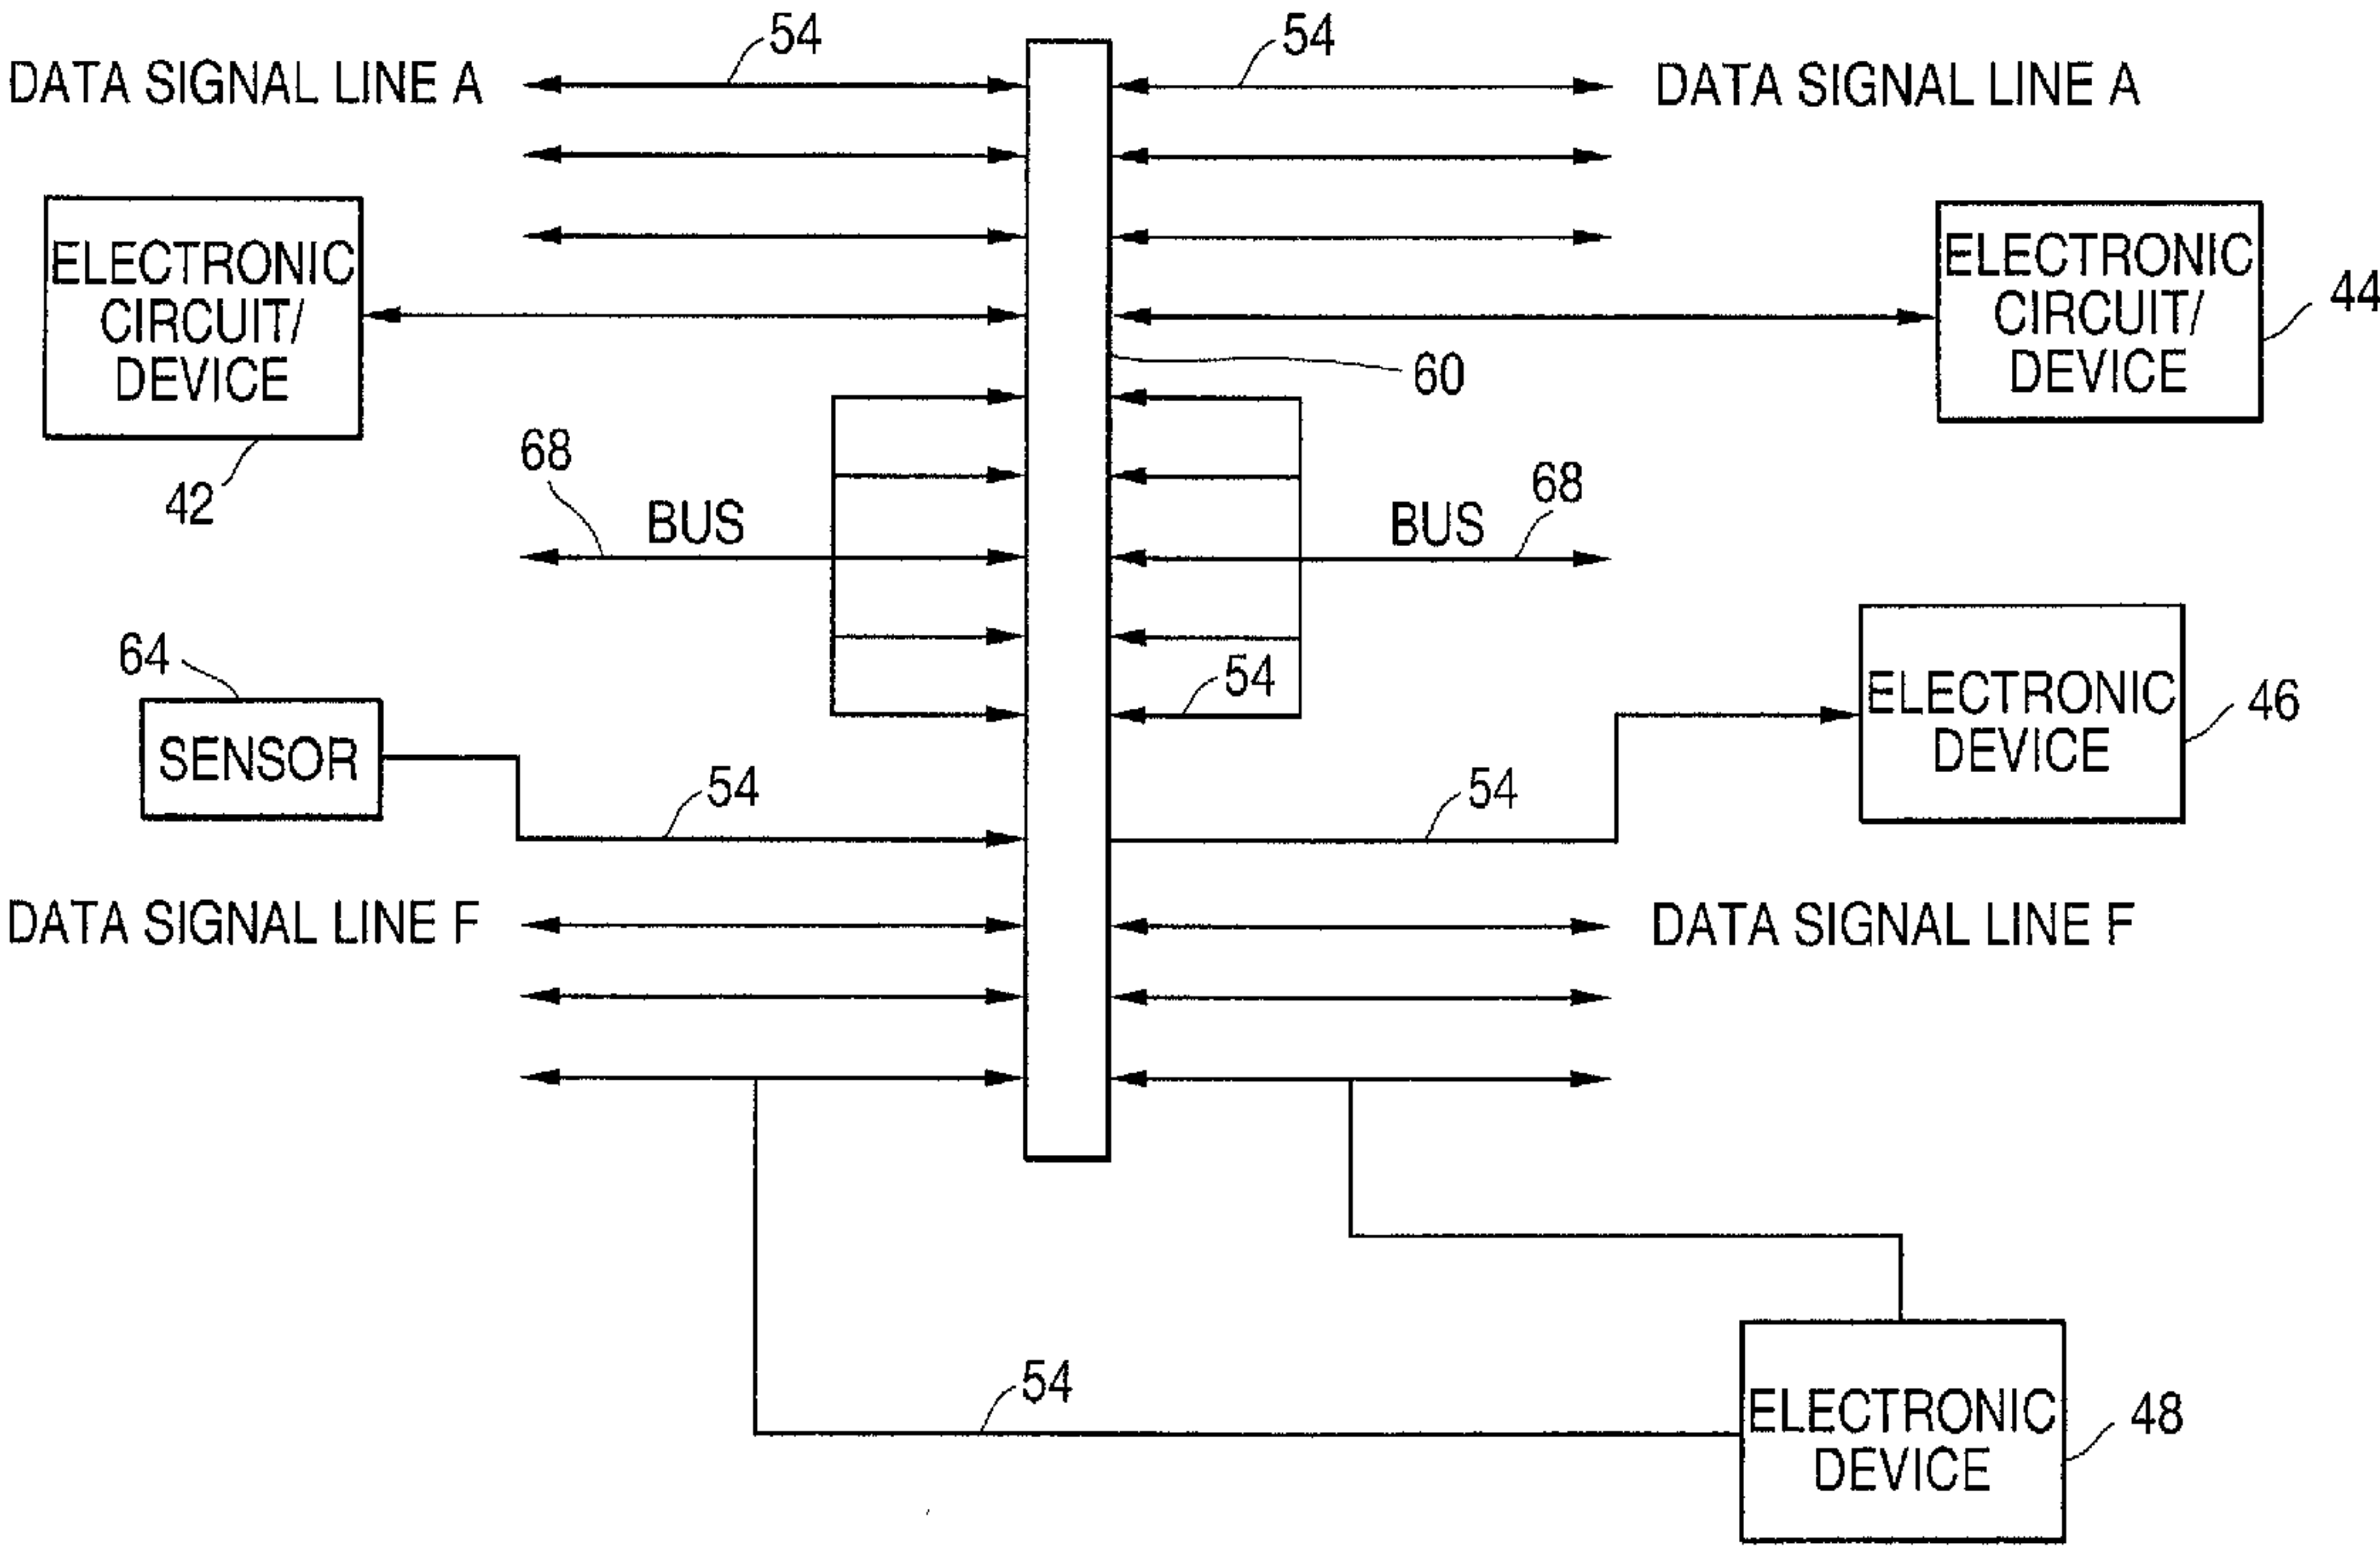 54
54
DATA SIGNAL LINE A
DATA SIGNAL LINE A
ELECTRONIC
CIRCUIT/
DEVICE
42
ELECTRONIC
CIRCUIT/
DEVICE
44
60
68
BUS
BUS
68
64
SENSOR
54
54
54
ELECTRONIC
DEVICE
46
DATA SIGNAL LINE F
DATA SIGNAL LINE F
54
ELECTRONIC
DEVICE
48